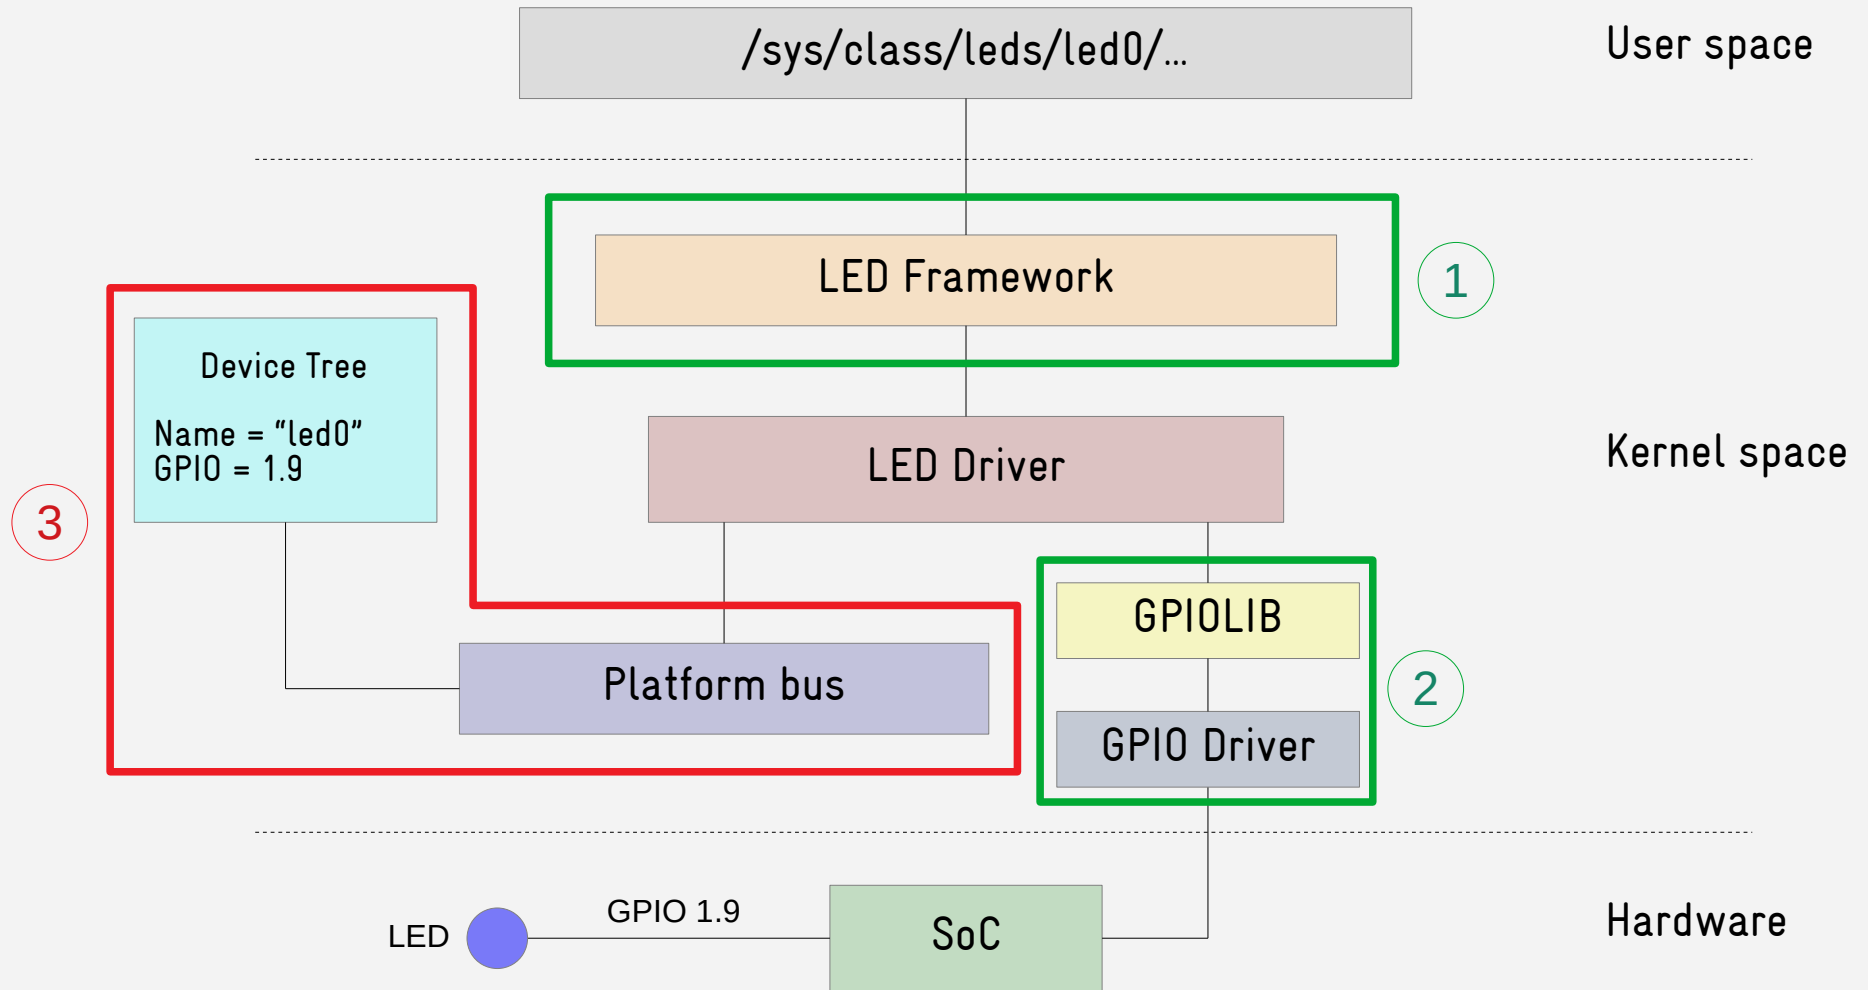 /sys/class/leds/led0/...
User space
LED Framework
1
Device Tree
Name = “led0”
GPIO = 1.9
LED Driver
Kernel space
3
GPIOLIB
Platform bus
2
GPIO Driver
LED
GPIO 1.9
SoC
Hardware